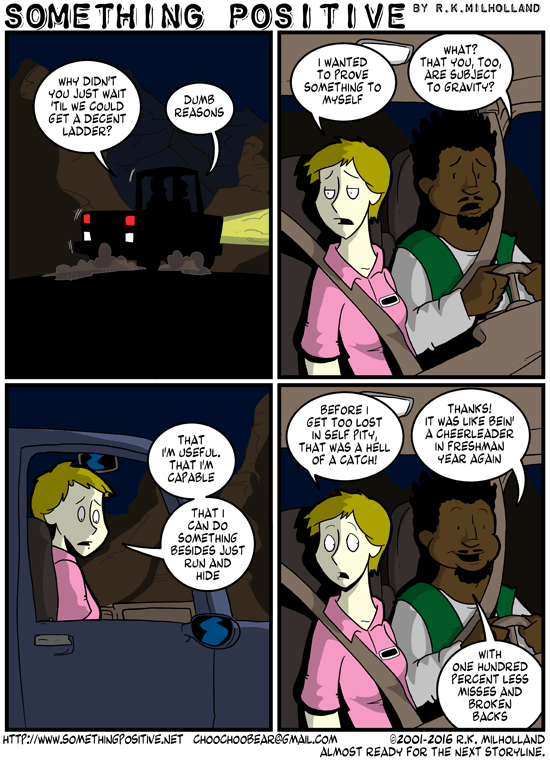 SOMETHING POSITIVE BY R.K.MILHOLLAND
WHY DIDN'T
YOU JUST WAIT
'TIL WE COULD
GET A DECENT
LADDER?
DUMB
REASONS
I WANTED
TO PROVE
SOMETHING TO
MYSELF
WHAT?
THAT YOU, TOO,
ARE SUBJECT
TO GRAVITY?
THAT
I'M USEFUL.
THAT I'M
CAPABLE
THAT I
CAN DO
SOMETHING
BESIDES JUST
RUN AND
HIDE
BEFORE I
GET TOO LOST
IN SELF PITY,
THAT WAS A HELL
OF A CATCH!
THANKS!
IT WAS LIKE BEIN'
A CHEERLEADER
IN FRESHMAN
YEAR AGAIN
WITH
ONE HUNDRED
PERCENT LESS
MISSES AND
BROKEN
BACKS
HTTP://WWW.SOMETHINGPOSITIVE.NET CHOOCHOOBEAR@GMAIL.COM ©2001-2016 R.K. MILHOLLAND
ALMOST READY FOR THE NEXT STORYLINE.